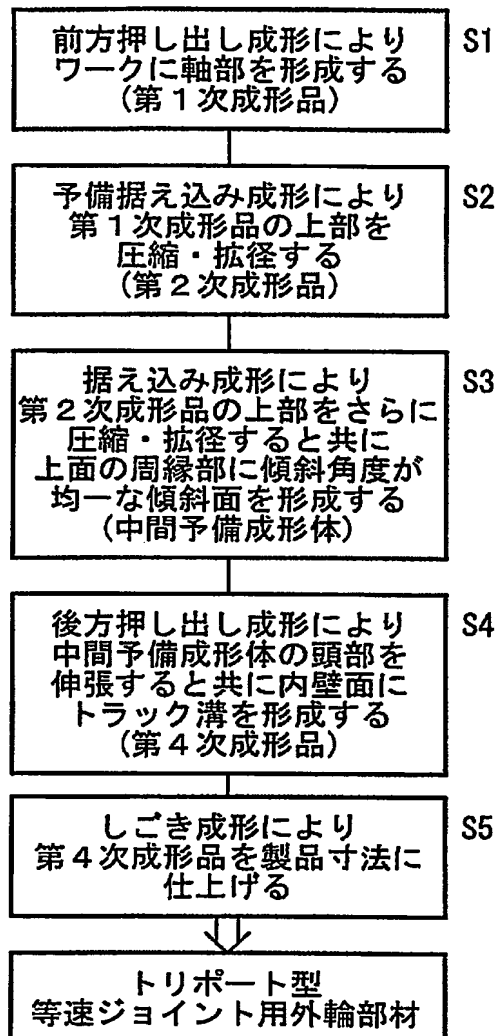 前方押し出し成形により
S1
ワークに軸部を形成する
(第１次成形品)
予備据え込み成形により
S2
第１次成形品の上部を
圧縮・拡径する
(第２次成形品)
据え込み成形により
S3
第２次成形品の上部をさらに
圧縮・拡径すると共に
上面の周縁部に傾斜角度が
均一な傾斜面を形成する
(中間予備成形体)
後方押し出し成形により
S4
中間予備成形体の頭部を
伸張すると共に内壁面に
トラック溝を形成する
(第４次成形品)
しごき成形により
S5
第４次成形品を製品寸法に
仕上げる
トリポート型
等速ジョイント用外輪部材